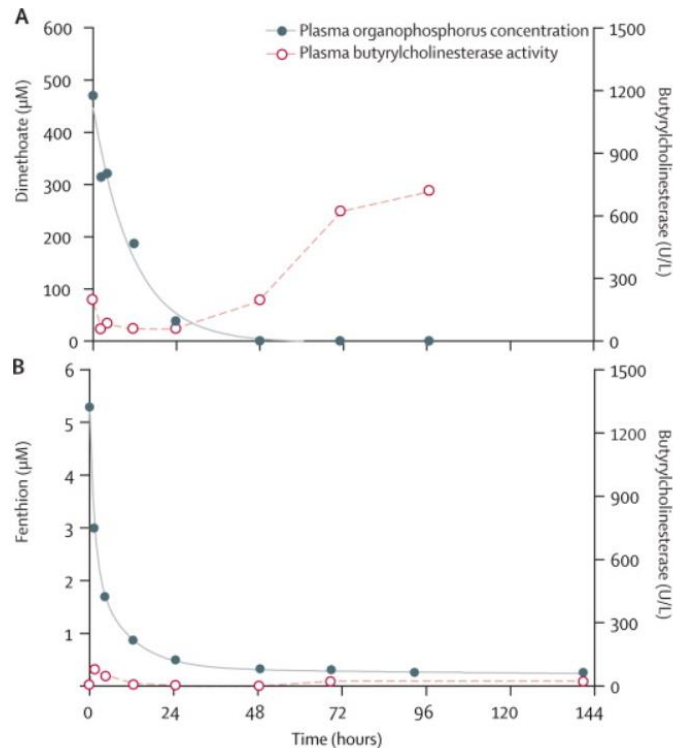 A
Plasma organophosphorus concentration
Plasma butyrylcholinesterase activity
Dimethoate (µM)
600
500
400
300
200
100
0
1500
1200
900
600
300
0
Butyrylcholinesterase (U/L)
B
Fenthion (µM)
6
5
4
3
2
1
1500
1200
900
600
300
0
Butyrylcholinesterase (U/L)
0 24 48 72 96 120 144
Time (hours)